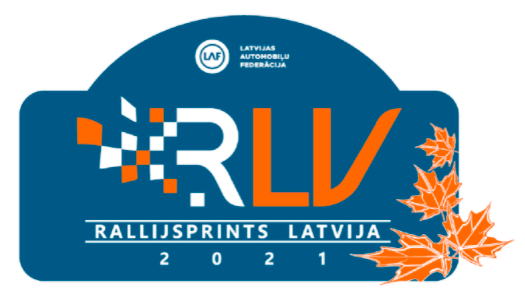 LAF
LATVIJAS
AUTOMOBIĻU
FEDERĀCIJA
RLV
RALLIJSPRINTS LATVIJA
2 0 2 1